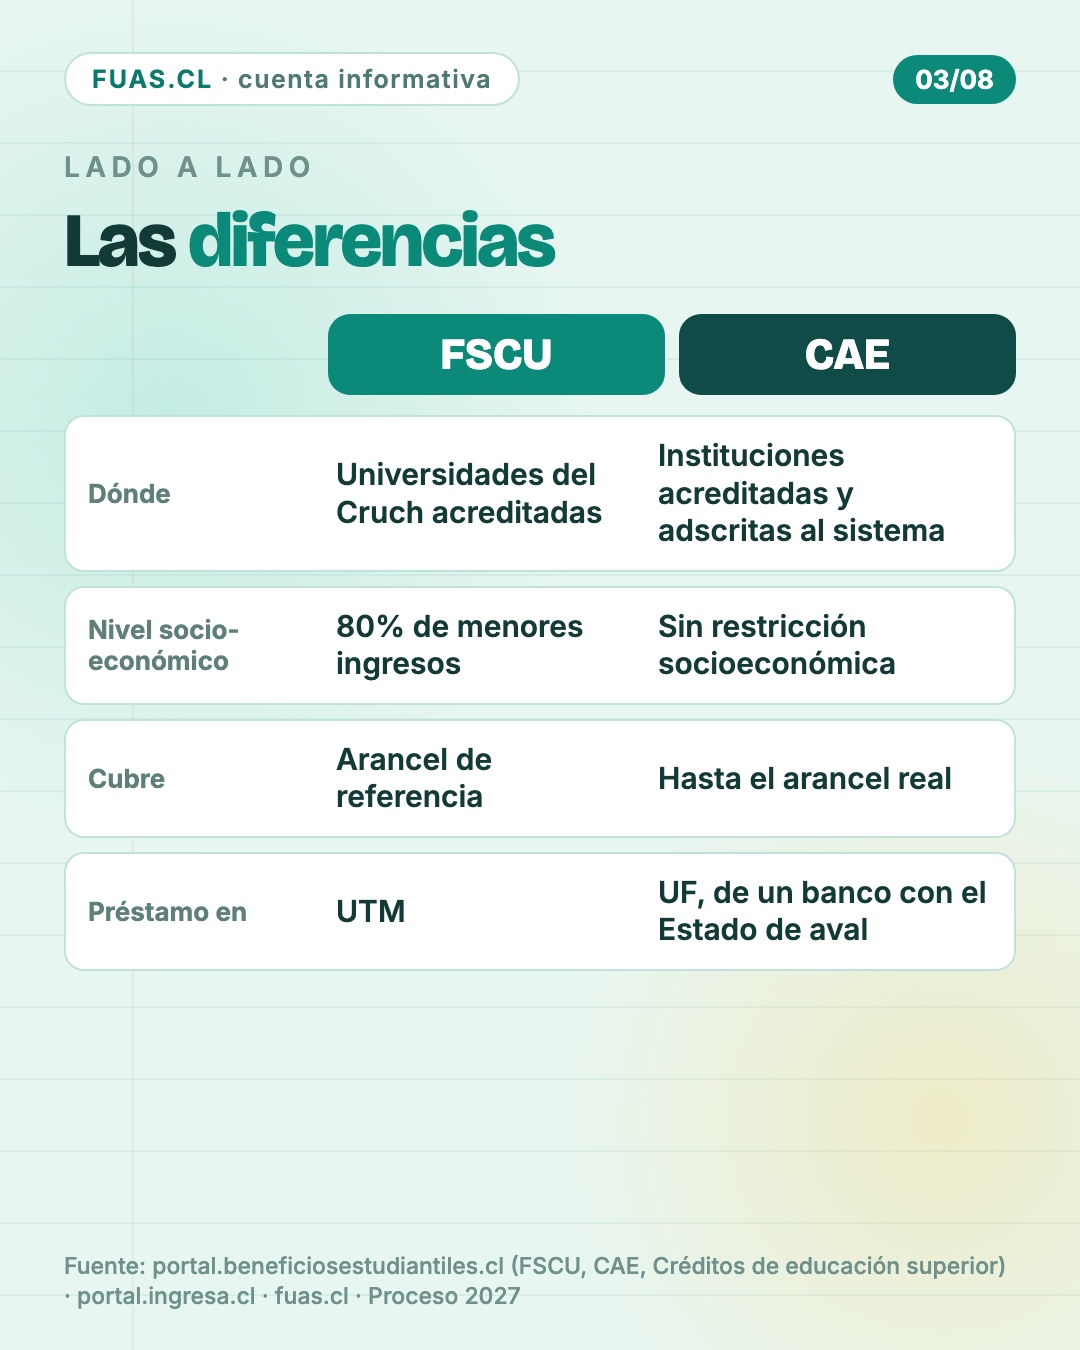 FUAS.CL · cuenta informativa
03/08
LADO A LADO
Las diferencias
FSCU
CAE
Dónde
Universidades del
Cruch acreditadas
Instituciones
acreditadas y
adscritas al sistema
Nivel socio-
económico
80% de menores
ingresos
Sin restricción
socioeconómica
Cubre
Arancel de
referencia
Hasta el arancel real
Préstamo en
UTM
UF, de un banco con el
Estado de aval
Fuente: portal.beneficiosestudiantiles.cl (FSCU, CAE, Créditos de educación superior)
· portal.ingresa.cl · fuas.cl · Proceso 2027